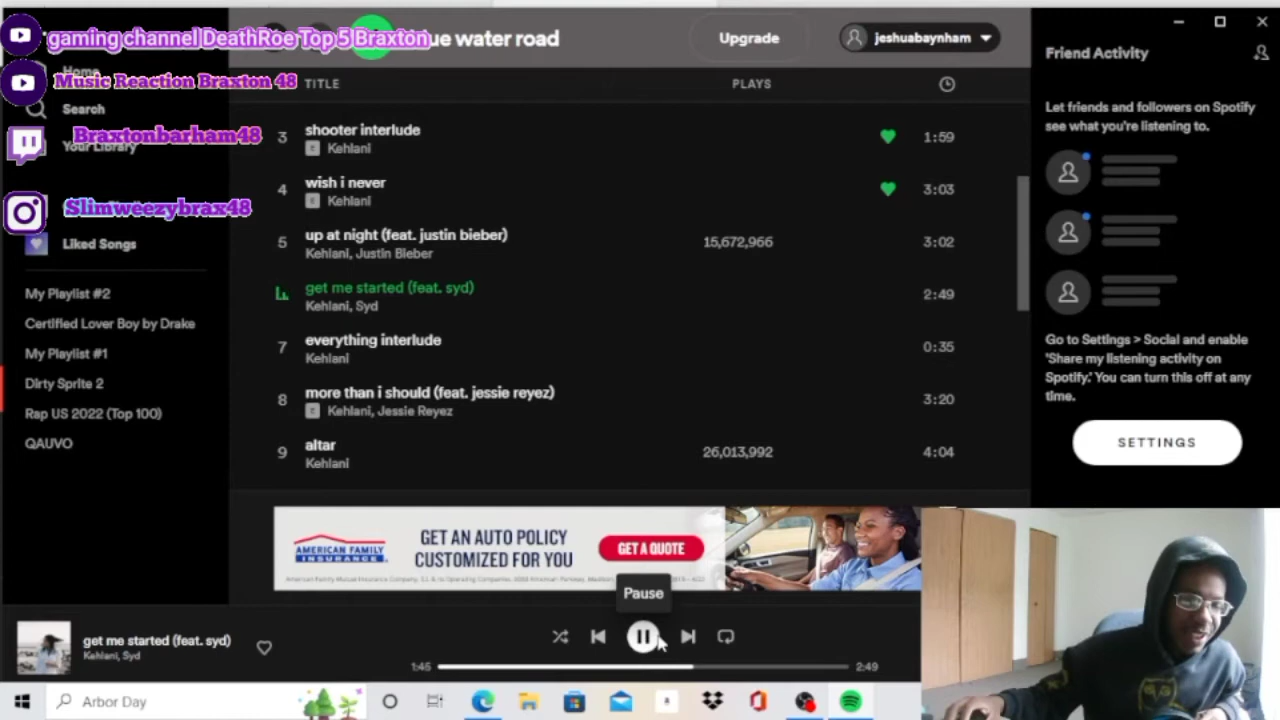 gaming channel DeathRoe Top 5 Braxton
ue water road
Upgrade
jeshuabaynham
Friend Activity
Home
Music Reaction Braxton 48
TITLE
PLAYS
Search
Let friends and followers on Spotify
see what you're listening to.
Braxtonbarham48
Your Library
3
shooter interlude
E Kehlani
1:59
4
wish i never
E Kehlani
3:03
Slimweezybrax48
Liked Songs
5
up at night (feat. justin bieber)
Kehlani, Justin Bieber
15,672,966
3:02
get me started (feat. syd)
Kehlani, Syd
2:49
7
everything interlude
Kehlani
0:35
8
more than i should (feat. jessie reyez)
E Kehlani, Jessie Reyez
3:20
9
altar
Kehlani
26,013,992
4:04
My Playlist #2
Certified Lover Boy by Drake
My Playlist #1
Dirty Sprite 2
Rap US 2022 (Top 100)
QAUVO
Go to Settings > Social and enable
'Share my listening activity on
Spotify.' You can turn this off at any
time.
SETTINGS
AMERICAN FAMILY
INSURANCE
GET AN AUTO POLICY
CUSTOMIZED FOR YOU
GET A QUOTE
Pause
get me started (feat. syd)
Kehlani, Syd
1:45
2:49
Arbor Day